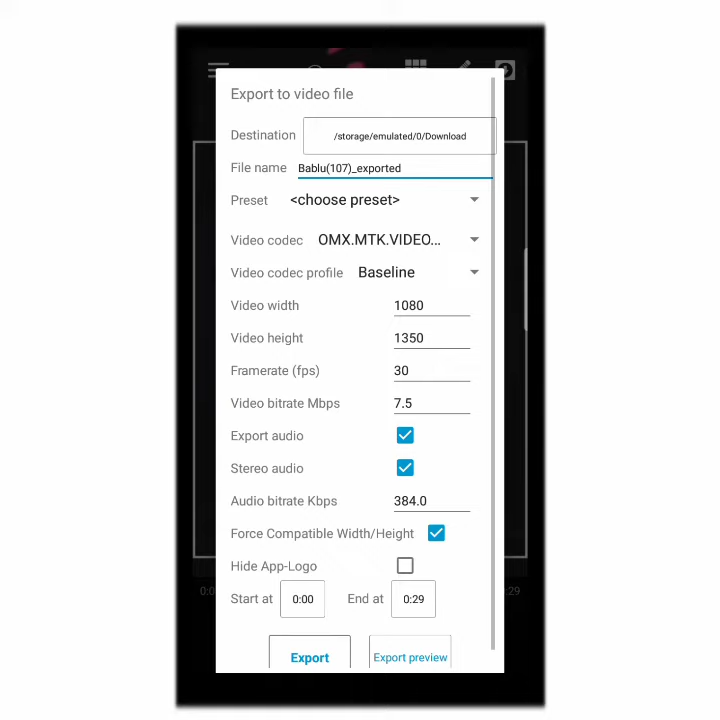 Export to video file
Destination /storage/emulated/0/Download
File name Bablu(107)_exported
Preset <choose preset>
Video codec OMX.MTK.VIDEO...
Video codec profile Baseline
Video width 1080
Video height 1350
Framerate (fps) 30
Video bitrate Mbps 7.5
Export audio
Stereo audio
Audio bitrate Kbps 384.0
Force Compatible Width/Height
Hide App-Logo
Start at 0:00 End at 0:29
Export Export preview